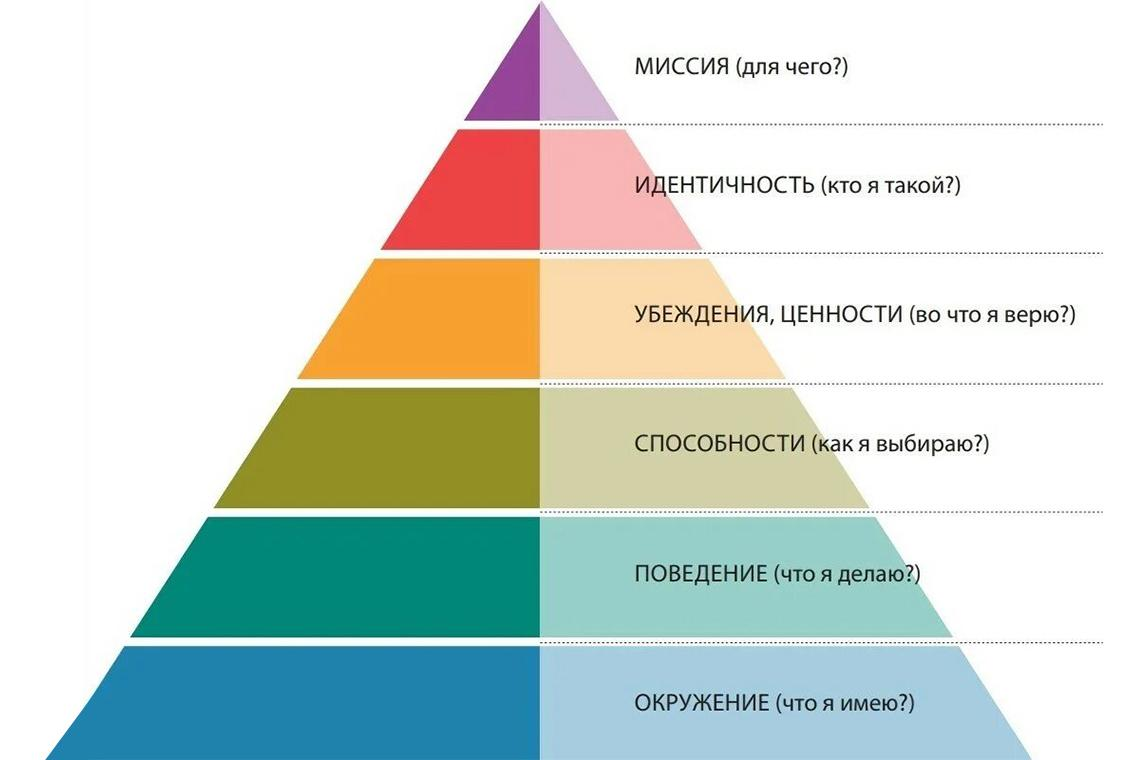 МИССИЯ (для чего?)
ИДЕНТИЧНОСТЬ (кто я такой?)
УБЕЖДЕНИЯ, ЦЕННОСТИ (во что я верю?)
СПОСОБНОСТИ (как я выбираю?)
ПОВЕДЕНИЕ (что я делаю?)
ОКРУЖЕНИЕ (что я имею?)